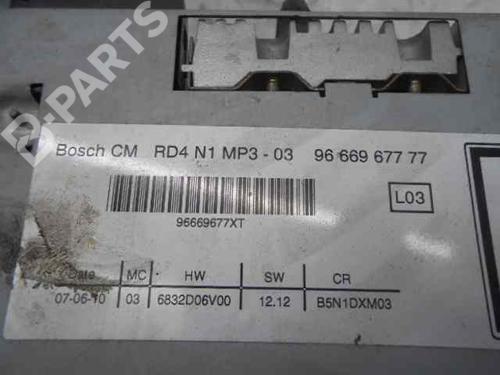 B-PARTS
Bosch CM RD4 N1 MP3 - 03 96 669 677 77
L03
96669677XT
Date MC HW SW CR
07-06-10 03 6832D06V00 12.12 B5N1DXM03